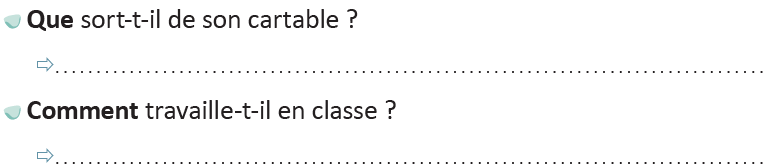 Que sort-t-il de son cartable ?
⇨..........................................................................................
Comment travaille-t-il en classe ?
⇨..........................................................................................